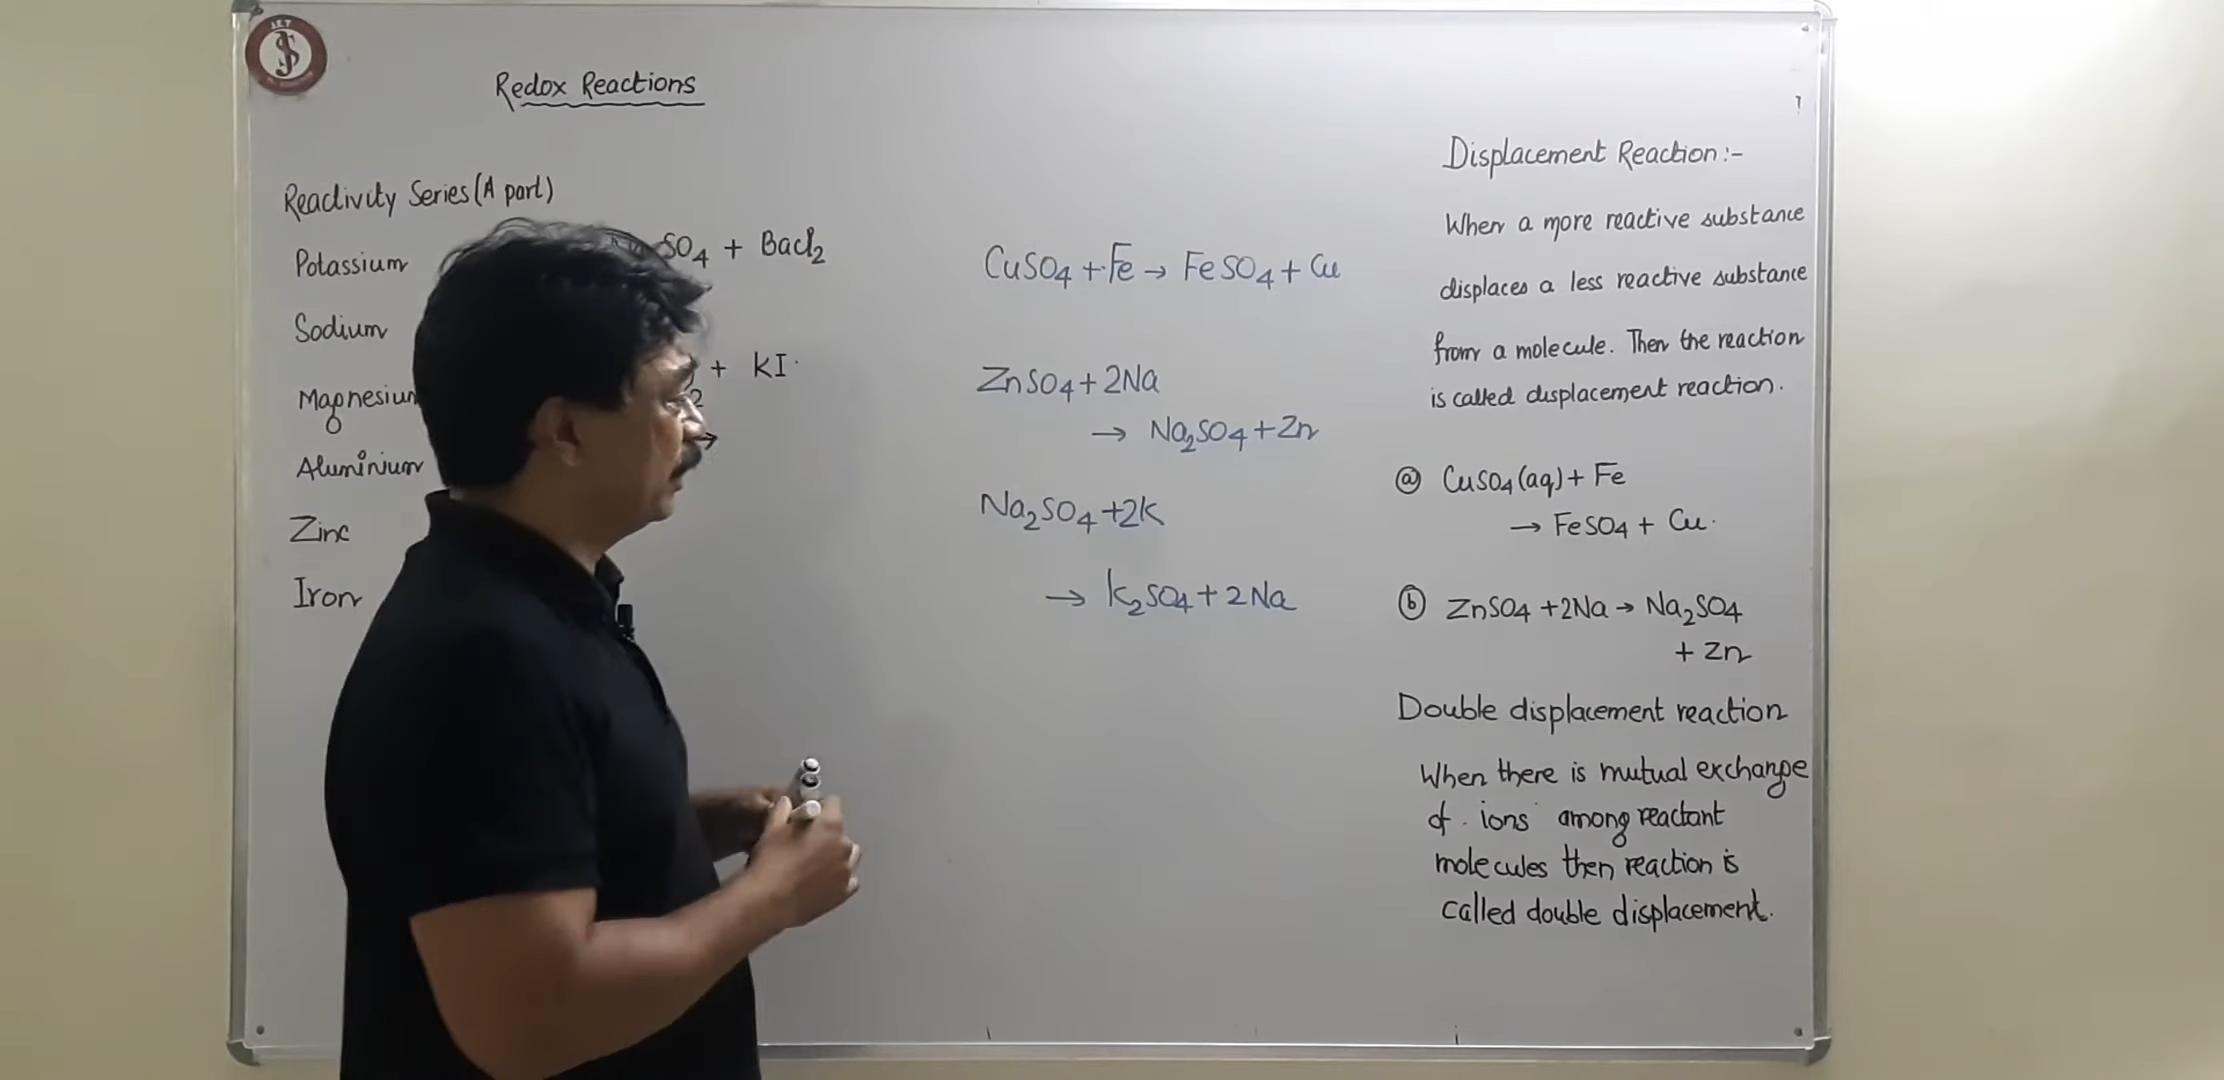 Redox Reactions
Reactivity Series (A part)
Potassium
Sodium
Magnesium
Aluminium
Zinc
Iron
SO4 + BaCl2
2 + KI
→
CuSO4 + Fe → FeSO4 + Cu
ZnSO4 + 2Na
→ Na2SO4 + Zn
Na2SO4 + 2K
→ K2SO4 + 2Na
Displacement Reaction :-
When a more reactive substance
displaces a less reactive substance
from a molecule. Then the reaction
is called displacement reaction.
ⓐ CuSO4 (aq) + Fe
→ FeSO4 + Cu.
ⓑ ZnSO4 + 2Na → Na2SO4
+ Zn
Double displacement reaction
When there is mutual exchange
of ions among reactant
molecules then reaction is
called double displacement.